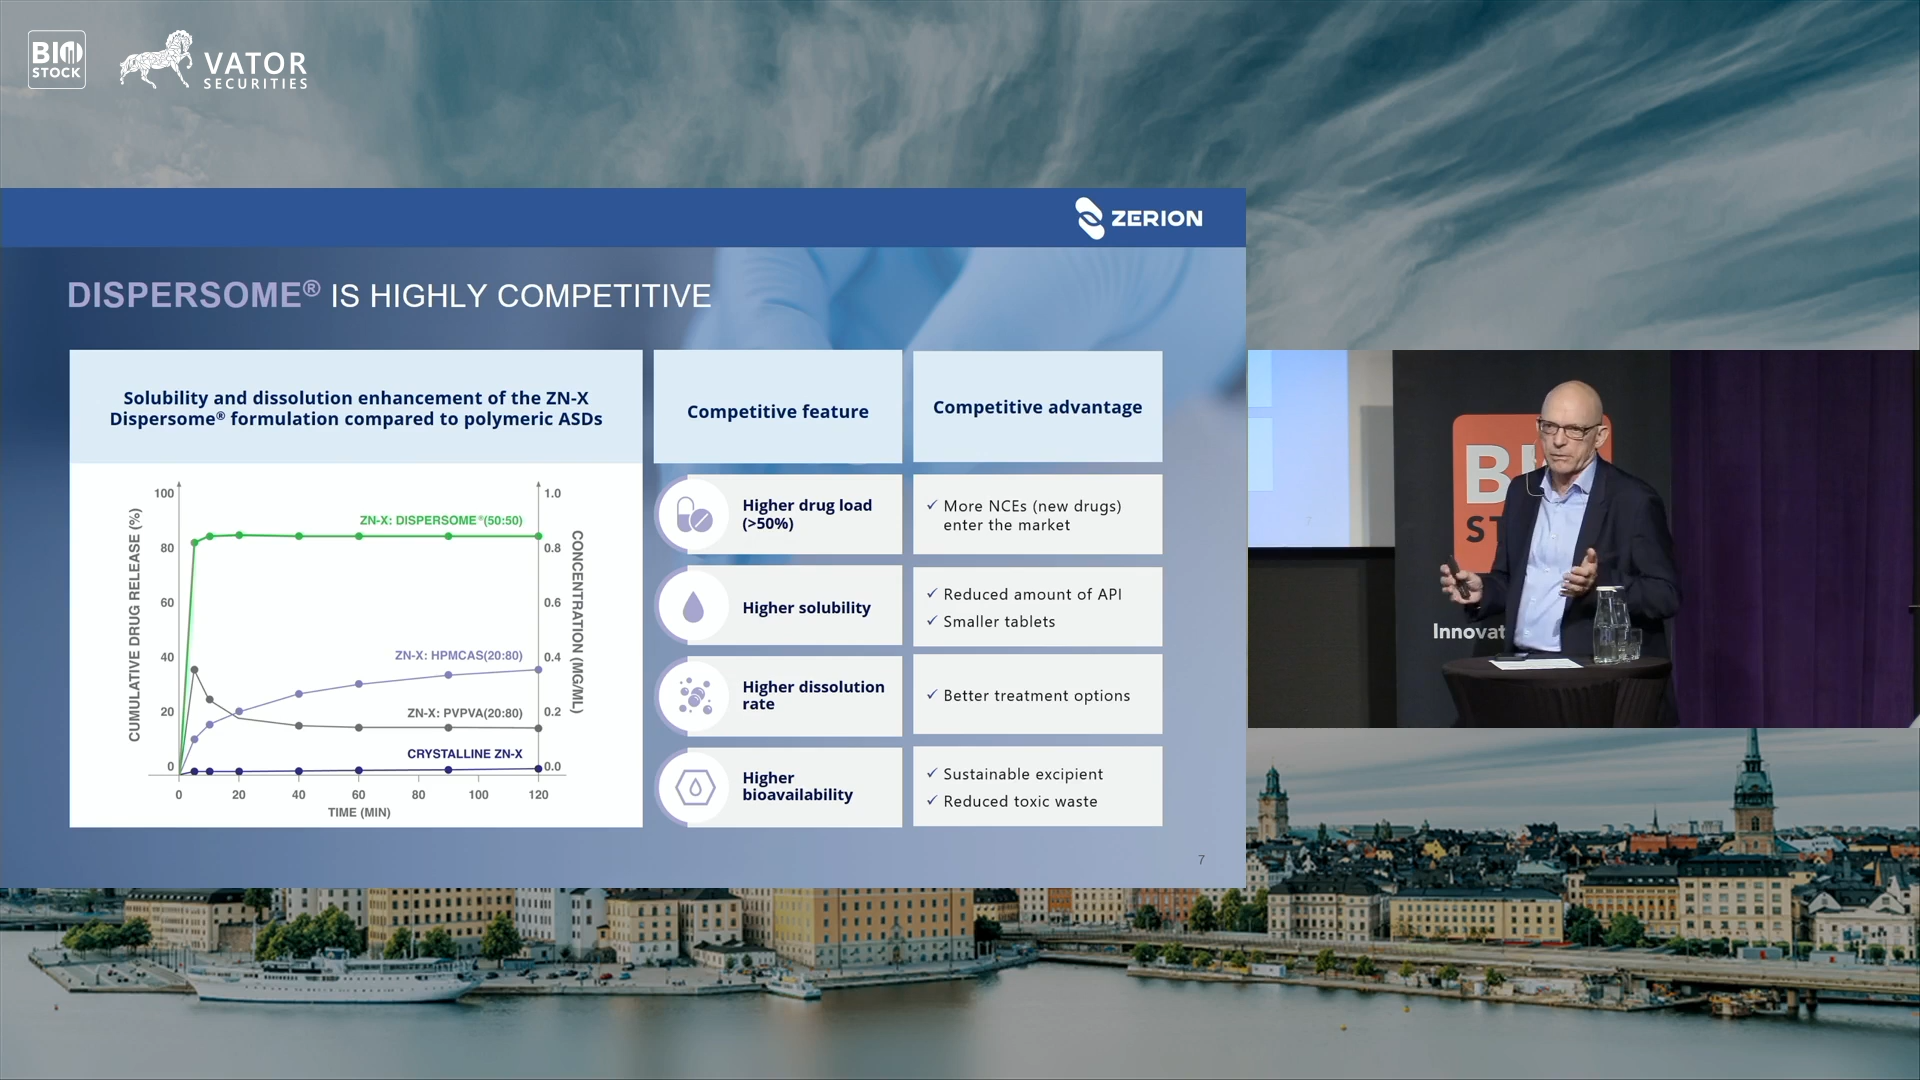 BIO
STOCK
VATOR
SECURITIES
ZERION
DISPERSOME® IS HIGHLY COMPETITIVE
Solubility and dissolution enhancement of the ZN-X
Dispersome® formulation compared to polymeric ASDs
CUMULATIVE DRUG RELEASE (%)
100
80
60
40
20
0
ZN-X: DISPERSOME®(50:50)
ZN-X: HPMCAS(20:80)
ZN-X: PVPVA(20:80)
CRYSTALLINE ZN-X
1.0
0.8
0.6
0.4
0.2
0.0
CONCENTRATION (MG/ML)
0 20 40 60 80 100 120
TIME (MIN)
Competitive feature
Competitive advantage
Higher drug load
(>50%)
✓ More NCEs (new drugs)
enter the market
Higher solubility
✓ Reduced amount of API
✓ Smaller tablets
Higher dissolution
rate
✓ Better treatment options
Higher
bioavailability
✓ Sustainable excipient
✓ Reduced toxic waste
7
BI
ST
Innovat